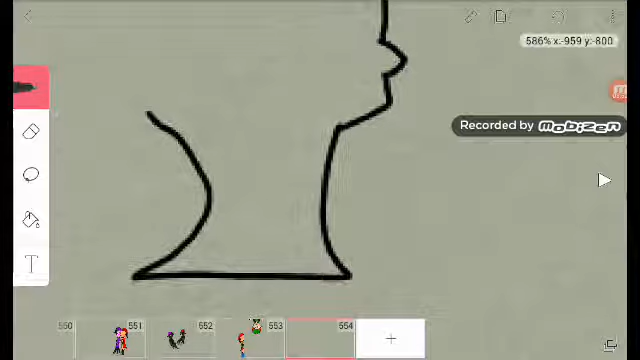 586% x:-959 y:-800
Recorded by mobizen
T
550 551 552 553 554
+